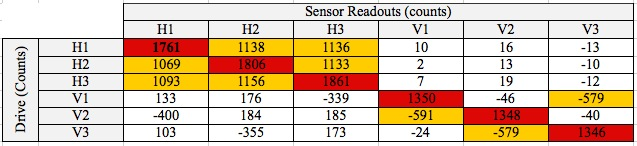 Sensor Readouts (counts)
H1 H2 H3 V1 V2 V3
Drive (Counts)
H1 1761 1138 1136 10 16 -13
H2 1069 1806 1133 2 13 -10
H3 1093 1156 1861 7 19 -12
V1 133 176 -339 1350 -46 -579
V2 -400 184 185 -591 1348 -40
V3 103 -355 173 -24 -579 1346